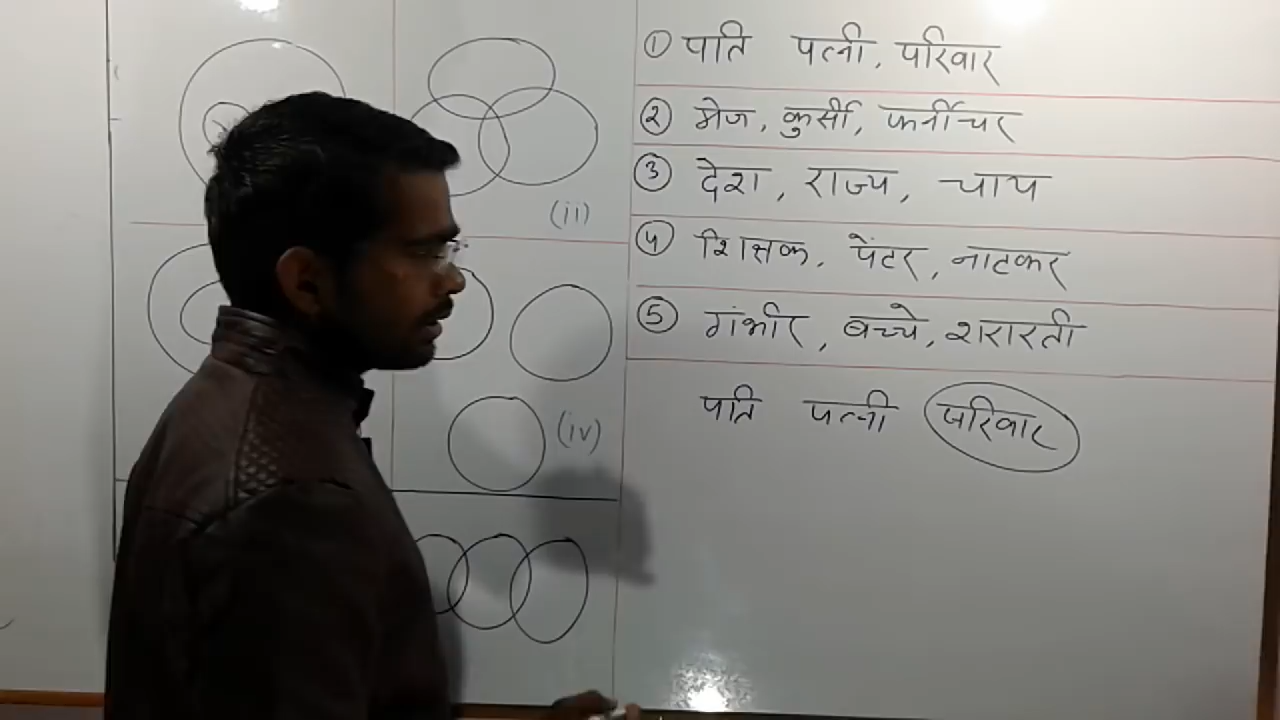 ① पति पत्नी, परिवार
② मेज, कुर्सी, फर्नीचर
③ देश, राज्य, चाय
④ शिक्षक, पेंटर, नाटकर
⑤ गंभीर, बच्चे, शरारती
पति पत्नी परिवार
(ii)
(iv)